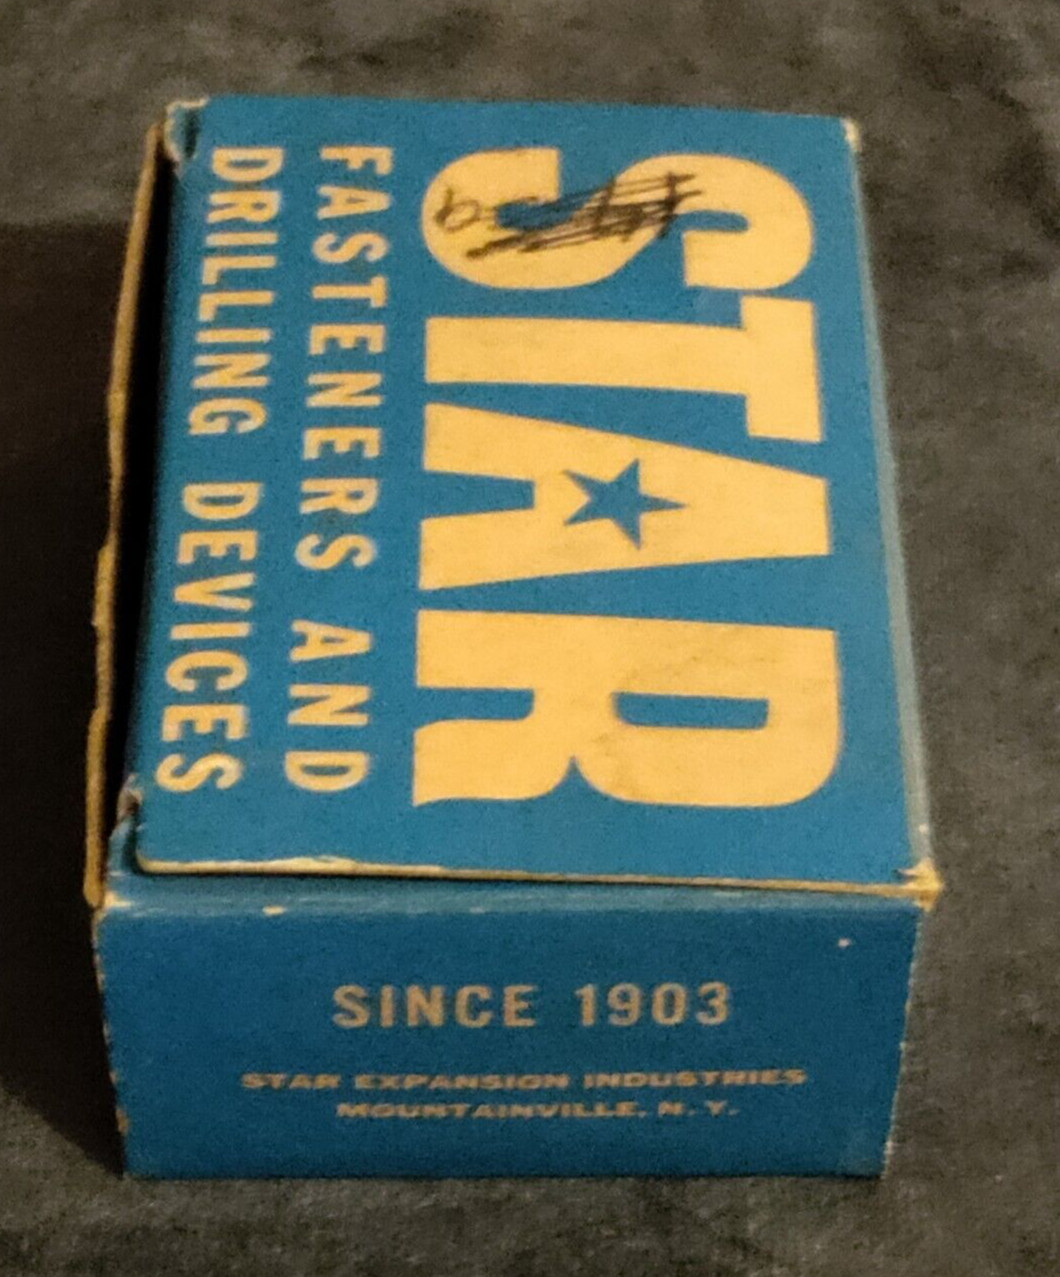 STAR
FASTENERS AND
DRILLING DEVICES
SINCE 1903
STAR EXPANSION INDUSTRIES
MOUNTAINVILLE, N. Y.